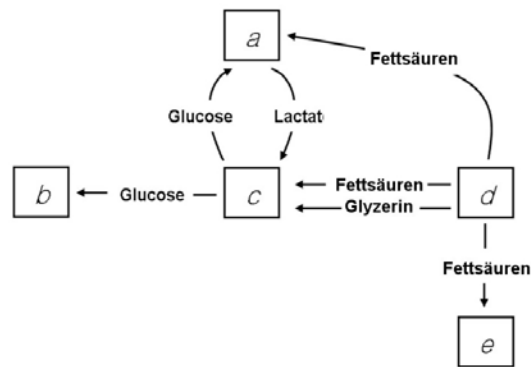 a
Fettsäuren
Glucose Lactat
b Glucose c Fettsäuren d
Glyzerin
Fettsäuren
e